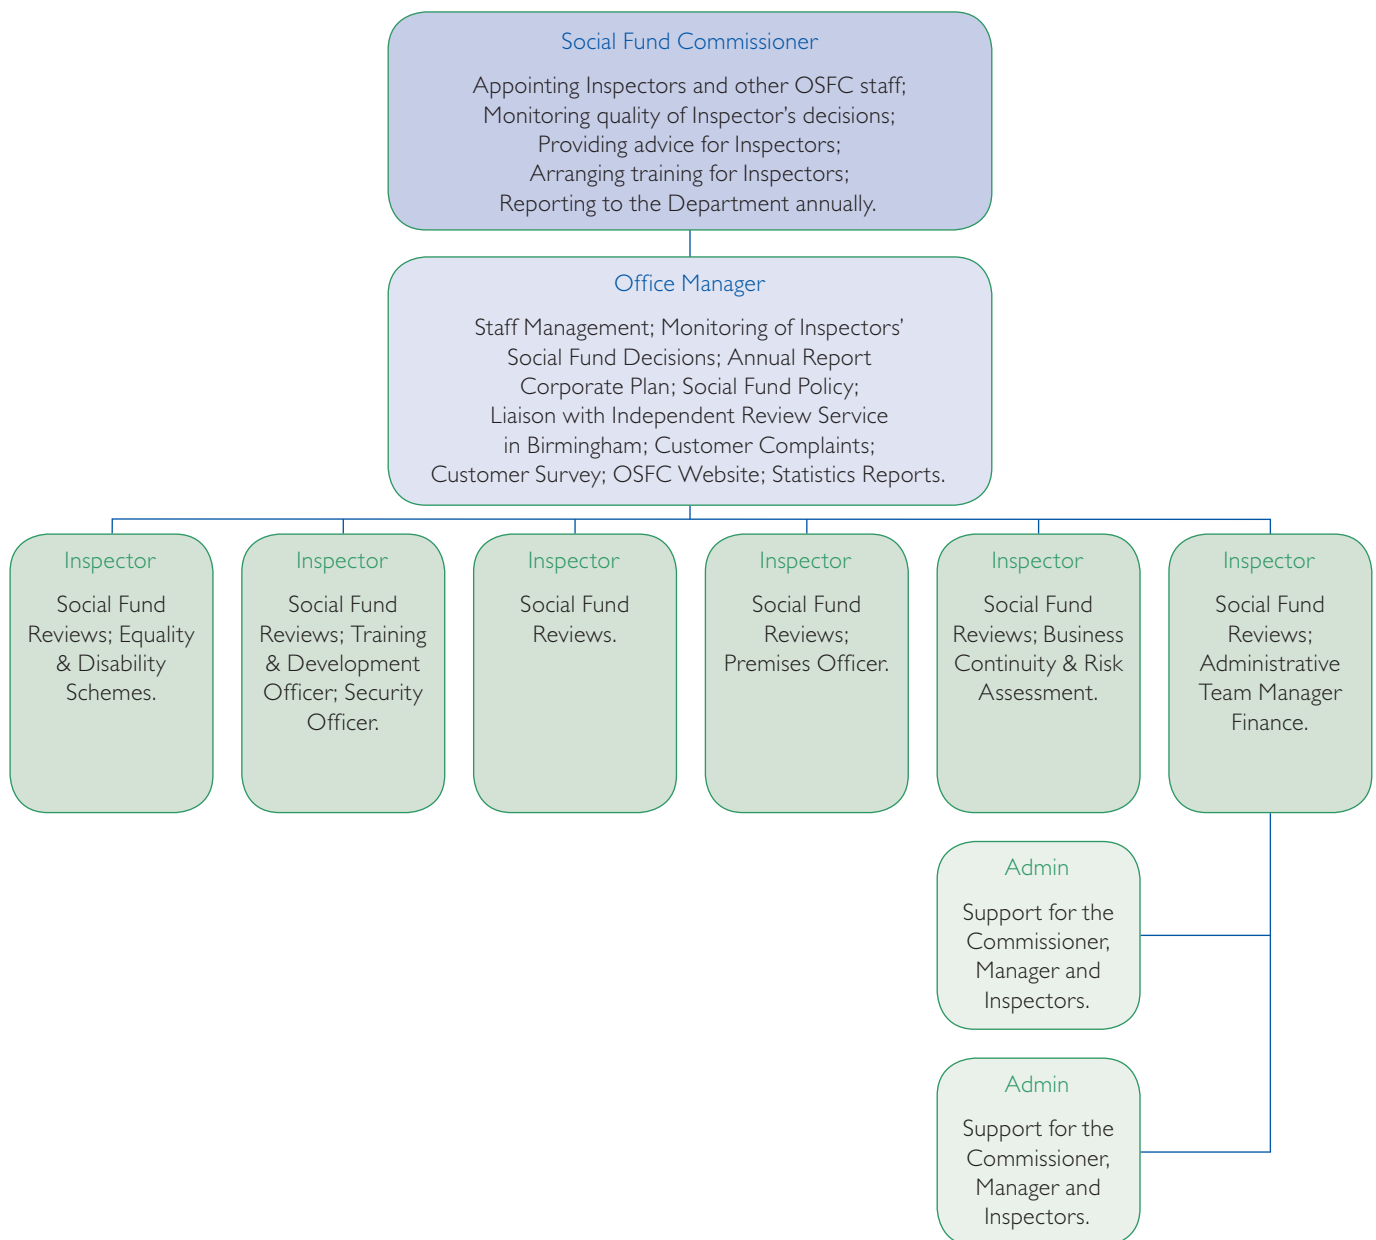 Social Fund Commissioner
Appointing Inspectors and other OSFC staff;
Monitoring quality of Inspector's decisions;
Providing advice for Inspectors;
Arranging training for Inspectors;
Reporting to the Department annually.
Office Manager
Staff Management; Monitoring of Inspectors'
Social Fund Decisions; Annual Report
Corporate Plan; Social Fund Policy;
Liaison with Independent Review Service
in Birmingham; Customer Complaints;
Customer Survey; OSFC Website; Statistics Reports.
Inspector
Social Fund
Reviews; Equality
& Disability
Schemes.
Inspector
Social Fund
Reviews; Training
& Development
Officer; Security
Officer.
Inspector
Social Fund
Reviews.
Inspector
Social Fund
Reviews;
Premises Officer.
Inspector
Social Fund
Reviews; Business
Continuity & Risk
Assessment.
Inspector
Social Fund
Reviews;
Administrative
Team Manager
Finance.
Admin
Support for the
Commissioner,
Manager and
Inspectors.
Admin
Support for the
Commissioner,
Manager and
Inspectors.